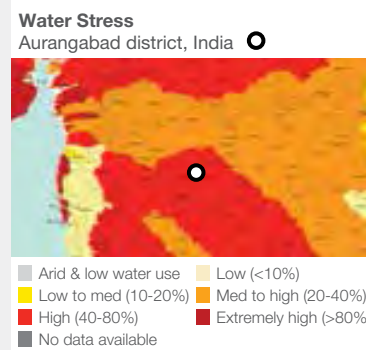 Water Stress
Aurangabad district, India
Arid & low water use
Low (<10%)
Low to med (10-20%)
Med to high (20-40%)
High (40-80%)
Extremely high (>80%
No data available